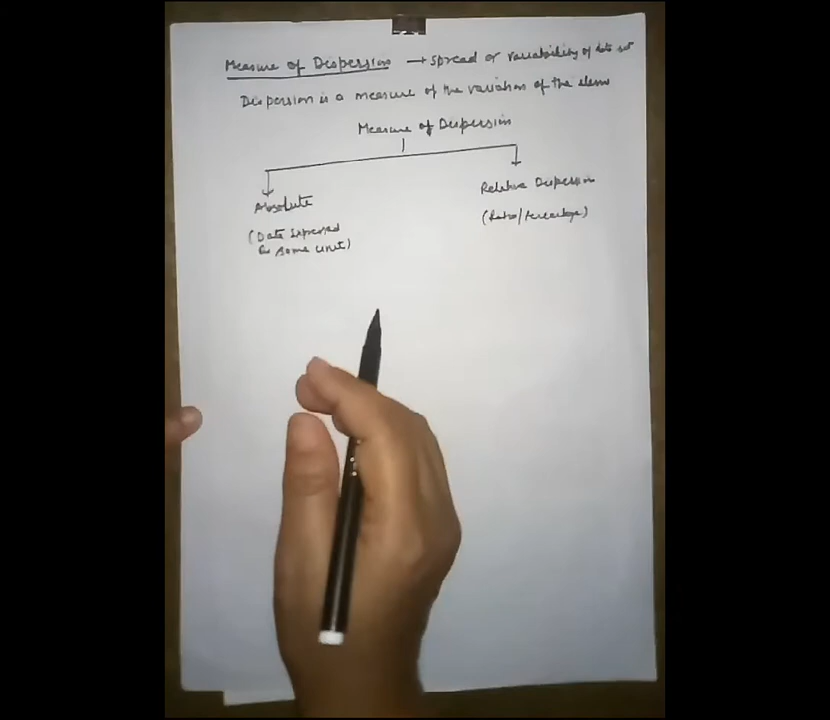 Measure of Dispersion → spread or variability of data set
Dispersion is a measure of the variation of the items
Measure of Dispersion
Absolute
Relative Dispersion
(Data Expressed
(Ratio/Percentage)
in same unit)